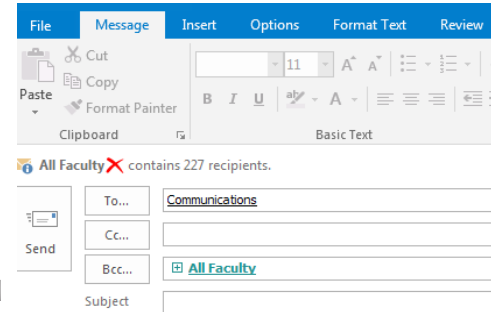 File Message Insert Options Format Text Review
Cut
11 A A
Copy
Paste
Format Painter
B I U ab A
Clipboard Basic Text
All Faculty contains 227 recipients.
To... Communications
Cc...
Send
Bcc... All Faculty
Subject